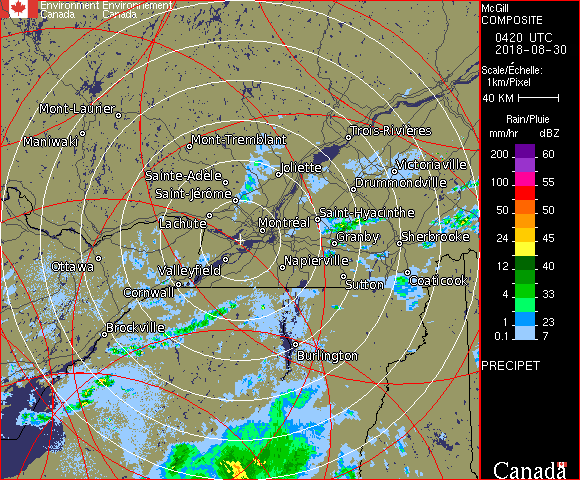 Environment Environnement
Canada Canada
McGill
COMPOSITE
0420 UTC
2018-08-30
Scale/Échelle:
1km/Pixel
40 KM
Rain/Pluie
mm/hr dBZ
200 60
100 55
50 50
24 45
12 40
4 33
1 23
0.1 7
PRECIPET
Canada
Mont-Laurier
Maniwaki
Mont-Tremblant
Trois-Rivières
Joliette
Victoriaville
Sainte-Adèle
Drummondville
Saint-Jérôme
Lachute
Saint-Hyacinthe
Montréal
Granby
Sherbrooke
Ottawa
Valleyfield
Napierville
Cornwall
Sutton
Coaticook
Brockville
Burlington